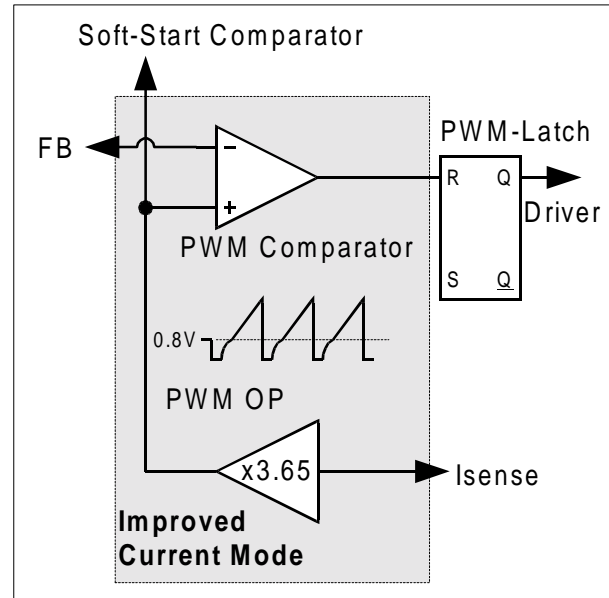 Soft-Start Comparator
FB
PWM-Latch
R Q
Driver
PWM Comparator
S Q
0.8V
PWM OP
x3.65
Isense
Improved
Current Mode